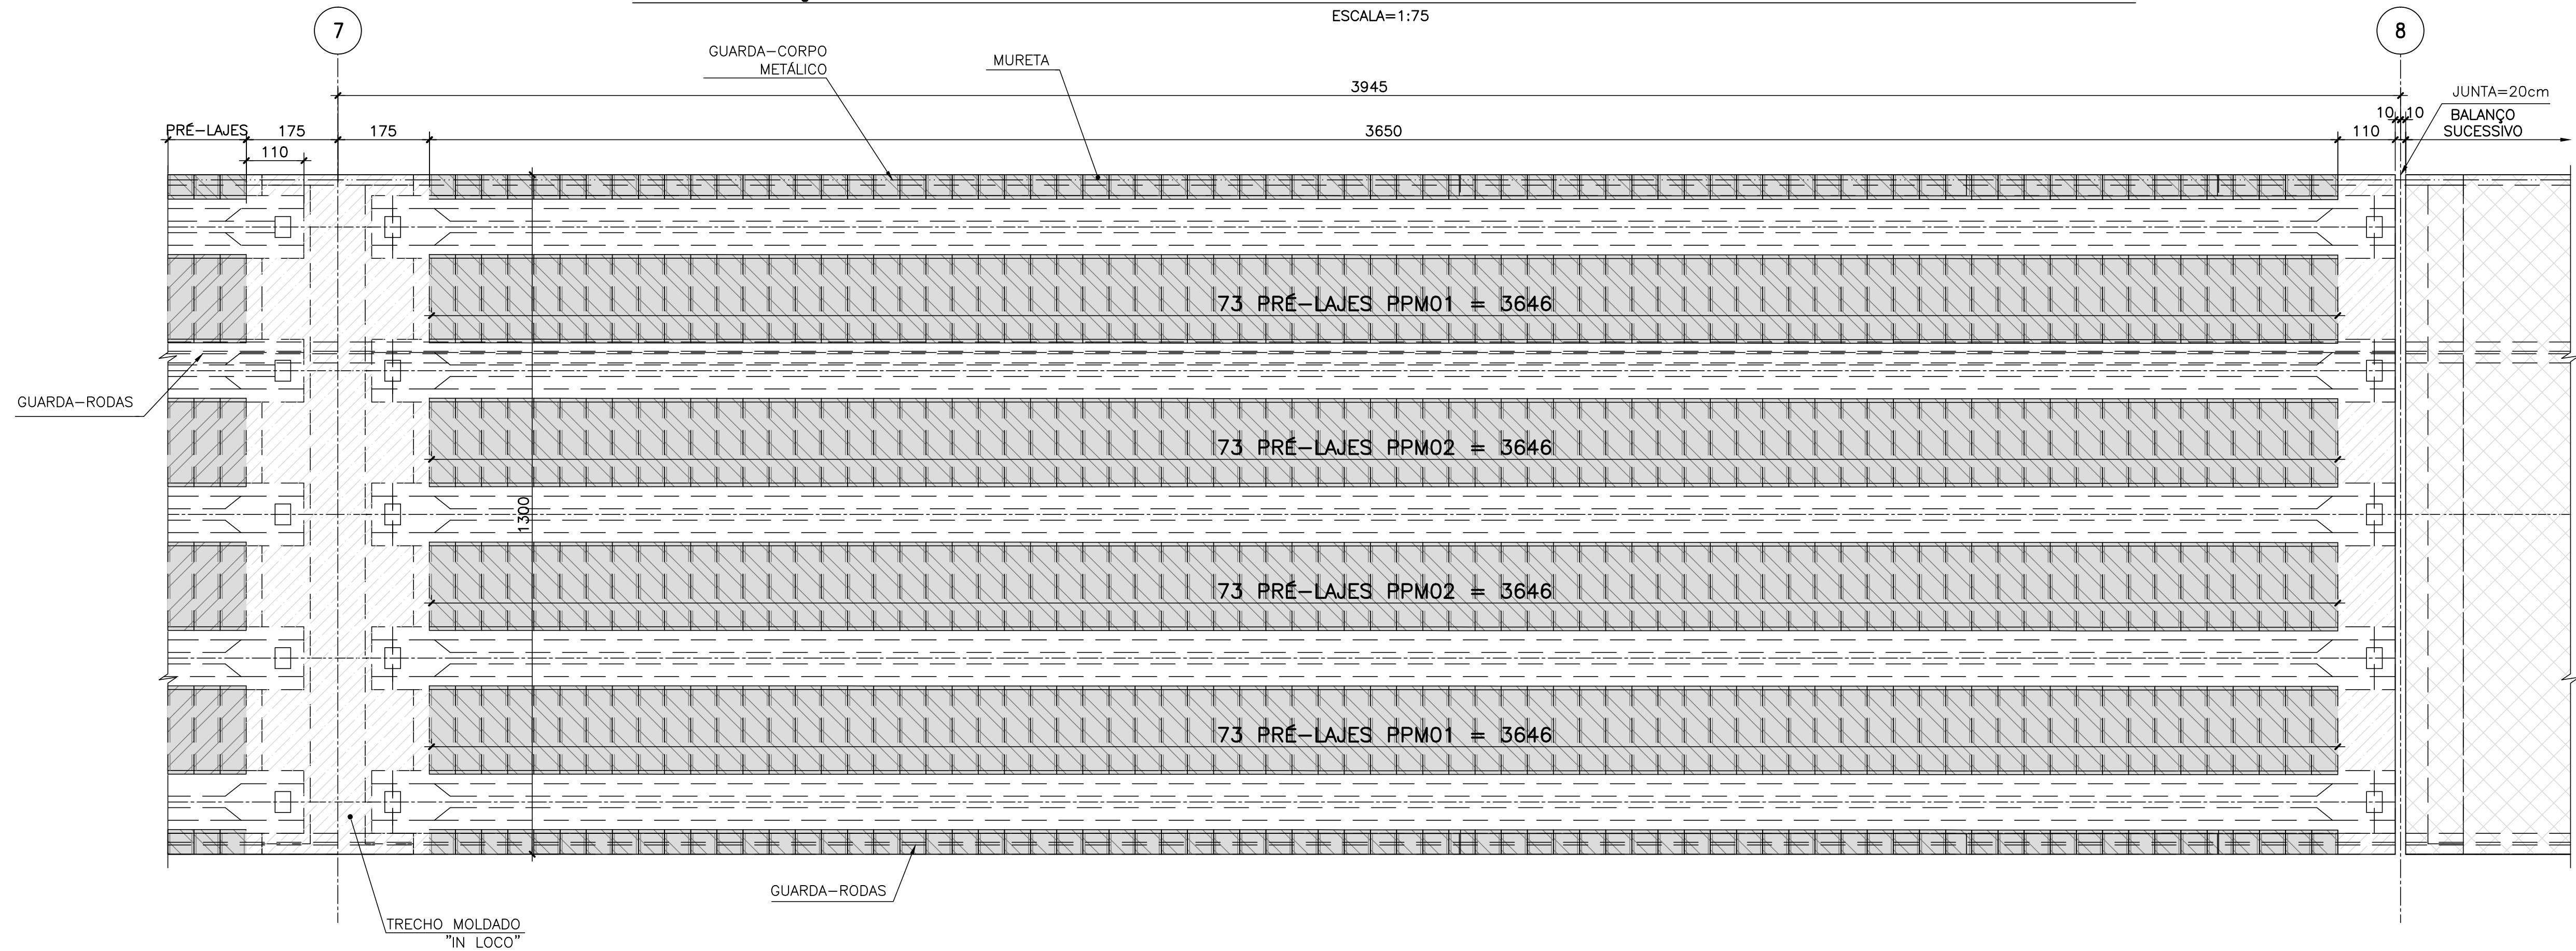 ESCALA=1:75
7
8
GUARDA-CORPO
METÁLICO
MURETA
3945
JUNTA=20cm
PRÉ-LAJES
175
175
3650
110
10
10
BALANÇO
SUCESSIVO
110
73 PRÉ-LAJES PPM01 = 3646
GUARDA-RODAS
73 PRÉ-LAJES PPM02 = 3646
1300
73 PRÉ-LAJES PPM02 = 3646
73 PRÉ-LAJES PPM01 = 3646
GUARDA-RODAS
TRECHO MOLDADO
"IN LOCO"